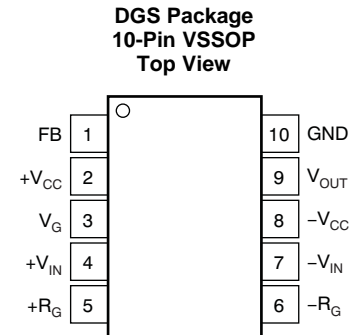 DGS Package
10-Pin VSSOP
Top View
FB 1 10 GND
+VCC 2 9 VOUT
VG 3 8 −VCC
+VIN 4 7 −VIN
+RG 5 6 −RG